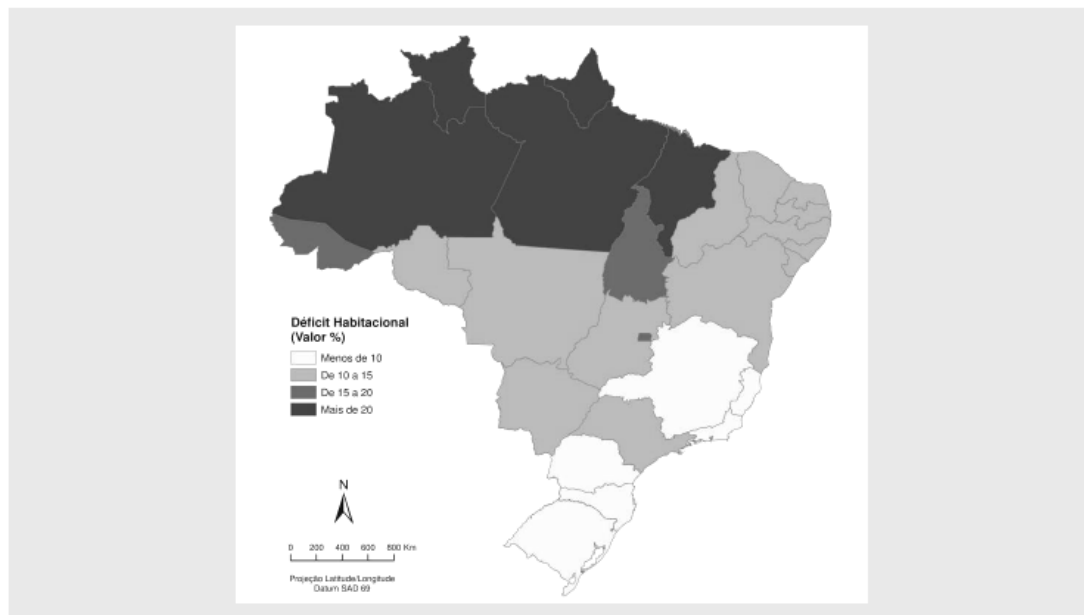 Déficit Habitacional
(Valor %)
Menos de 10
De 10 a 15
De 15 a 20
Mais de 20
N
0 200 400 600 800 Km
Projeção Latitude/Longitude
Datum SAD 69